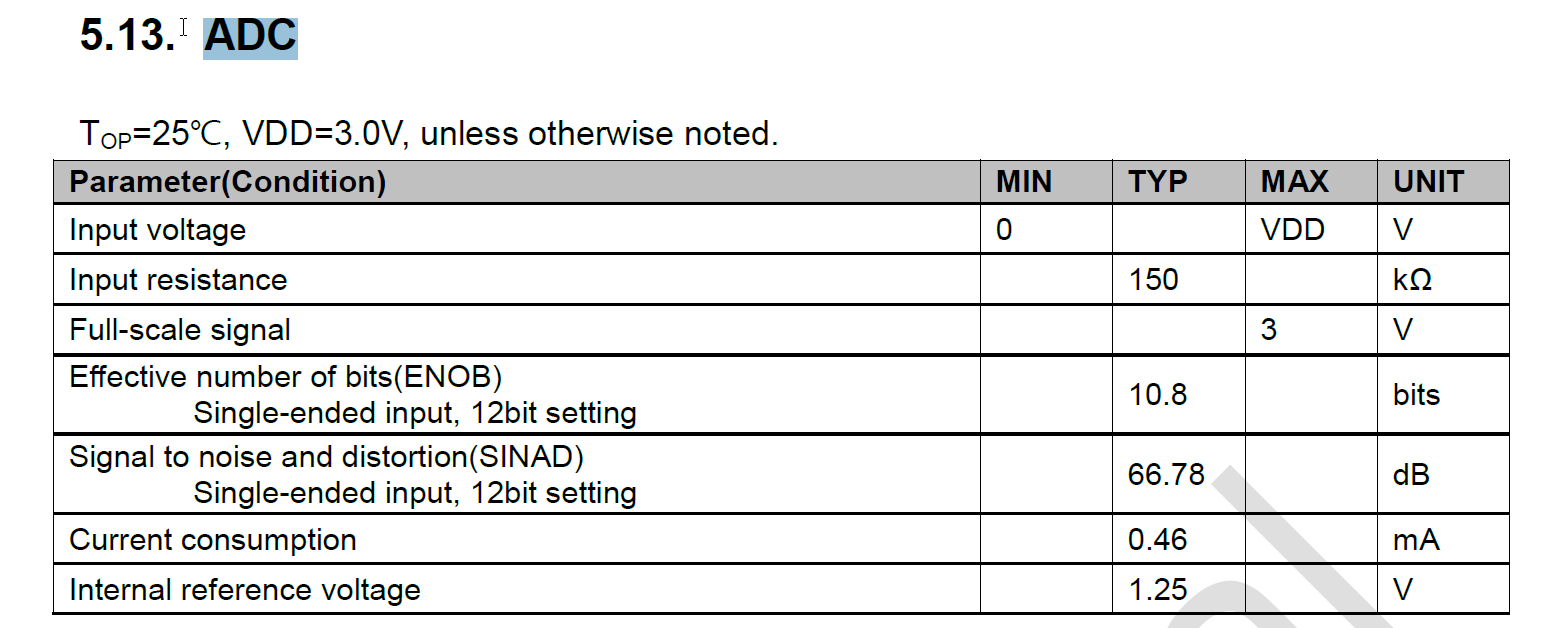 5.13. ADC
TOP=25℃, VDD=3.0V, unless otherwise noted.
Parameter(Condition) MIN TYP MAX UNIT
Input voltage 0 VDD V
Input resistance 150 kΩ
Full-scale signal 3 V
Effective number of bits(ENOB)
Single-ended input, 12bit setting 10.8 bits
Signal to noise and distortion(SINAD)
Single-ended input, 12bit setting 66.78 dB
Current consumption 0.46 mA
Internal reference voltage 1.25 V